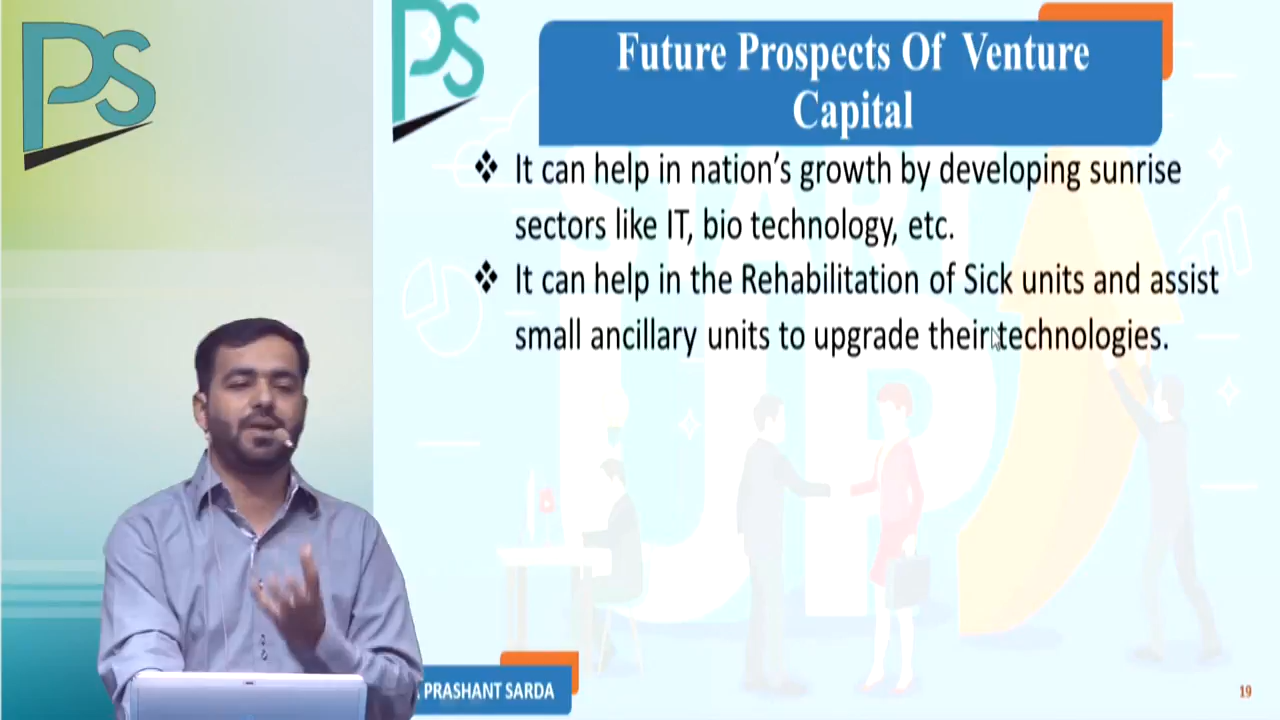 PS
PS
Future Prospects Of Venture
Capital
❖ It can help in nation’s growth by developing sunrise
sectors like IT, bio technology, etc.
❖ It can help in the Rehabilitation of Sick units and assist
small ancillary units to upgrade their technologies.
START
UP
. PRASHANT SARDA
19